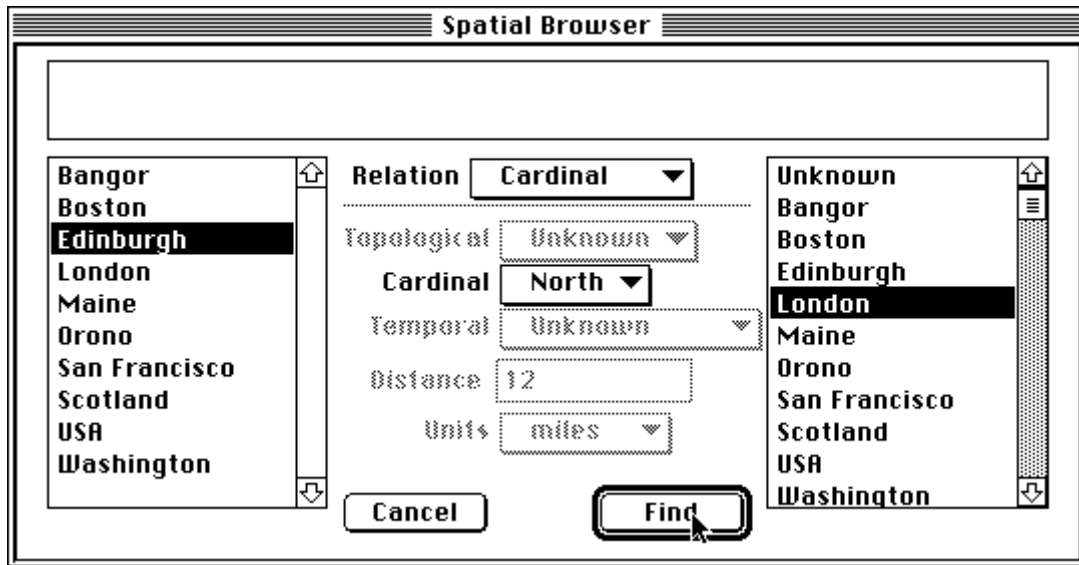 Spatial Browser
Bangor
Boston
Edinburgh
London
Maine
Orono
San Francisco
Scotland
USA
Washington
Relation Cardinal
Topological Unknown
Cardinal North
Temporal Unknown
Distance 12
Units miles
Cancel Find
Unknown
Bangor
Boston
Edinburgh
London
Maine
Orono
San Francisco
Scotland
USA
Washington